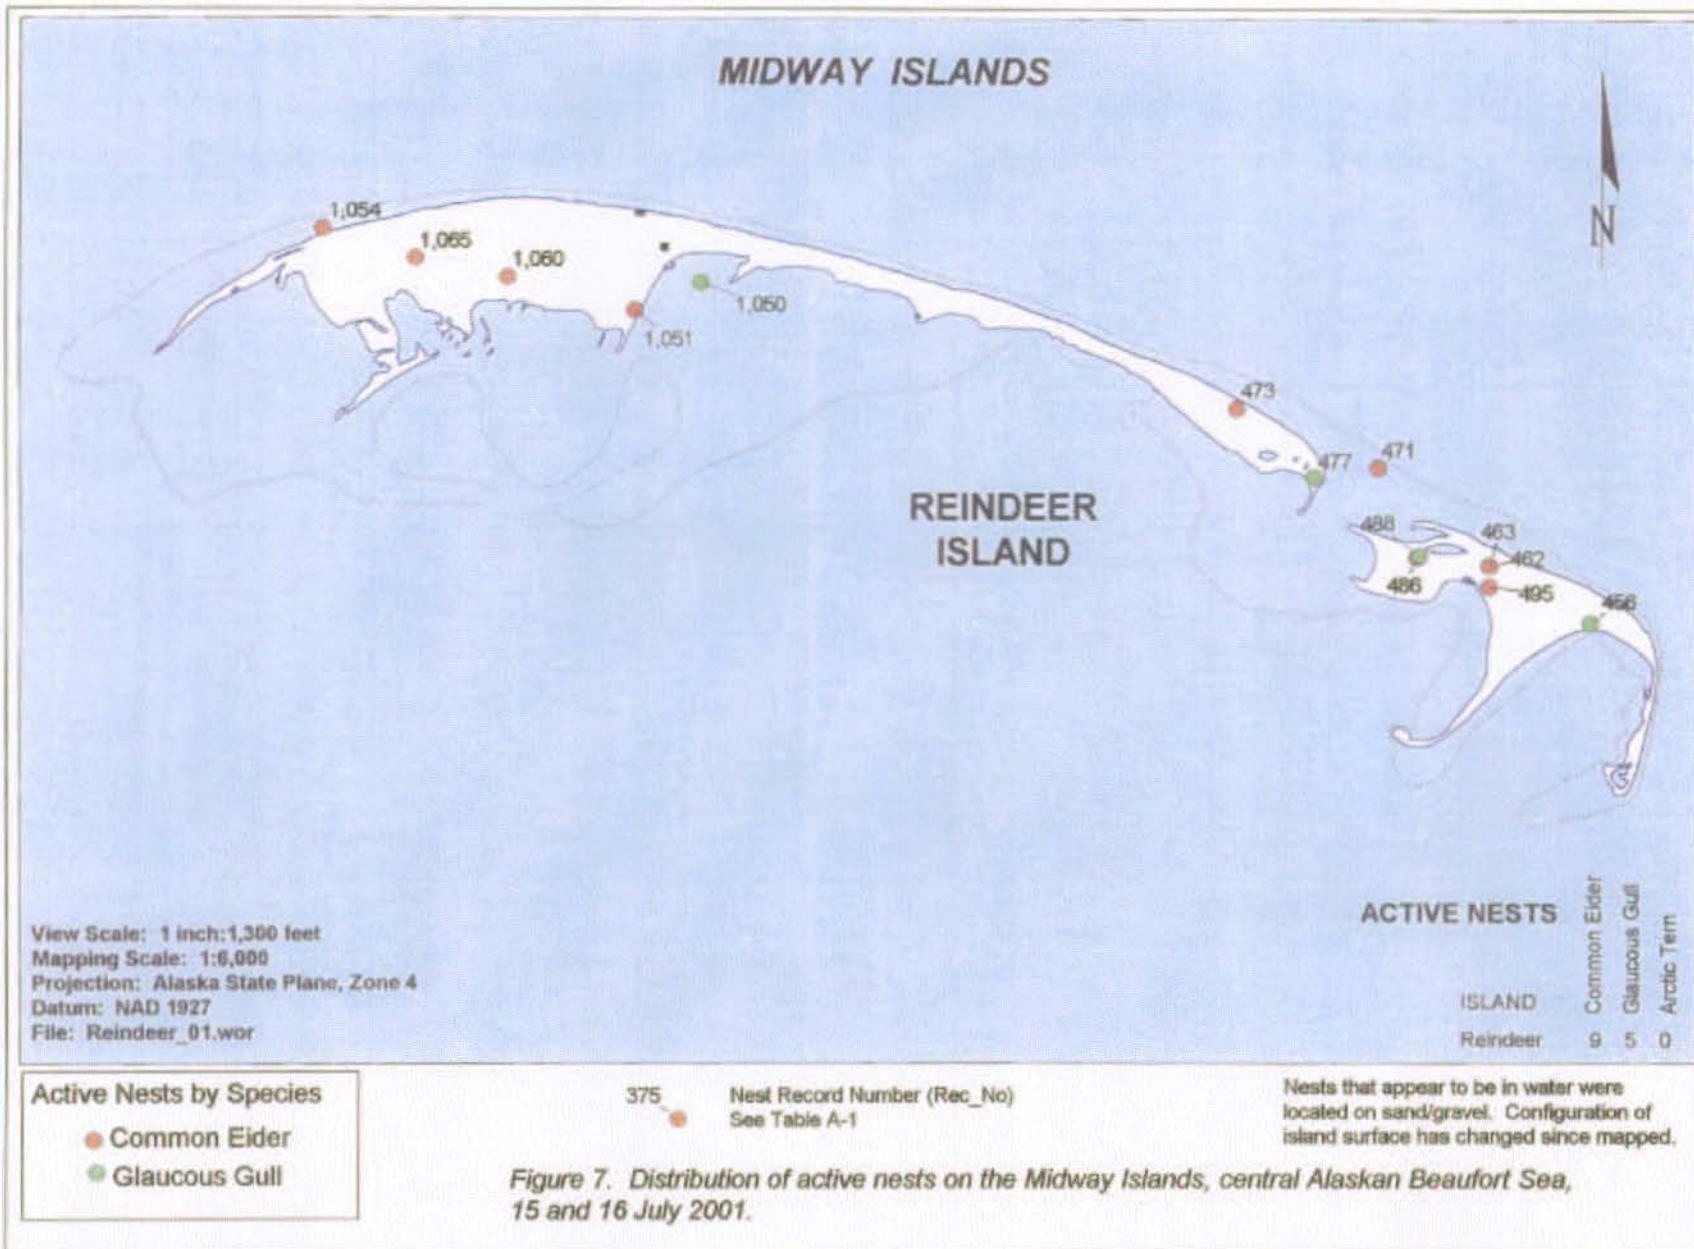 MIDWAY ISLANDS
N
1,054
1,065
1,060
1,050
1,051
473
471
477
488
463
462
486
495
456
REINDEER
ISLAND
View Scale: 1 inch:1,300 feet
Mapping Scale: 1:6,000
Projection: Alaska State Plane, Zone 4
Datum: NAD 1927
File: Reindeer_01.wor
ACTIVE NESTS
Common Eider
Glaucous Gull
Arctic Tern
ISLAND
Reindeer 9 5 0
Active Nests by Species
Common Eider
Glaucous Gull
375
Nest Record Number (Rec_No)
See Table A-1
Nests that appear to be in water were
located on sand/gravel. Configuration of
island surface has changed since mapped.
Figure 7. Distribution of active nests on the Midway Islands, central Alaskan Beaufort Sea,
15 and 16 July 2001.